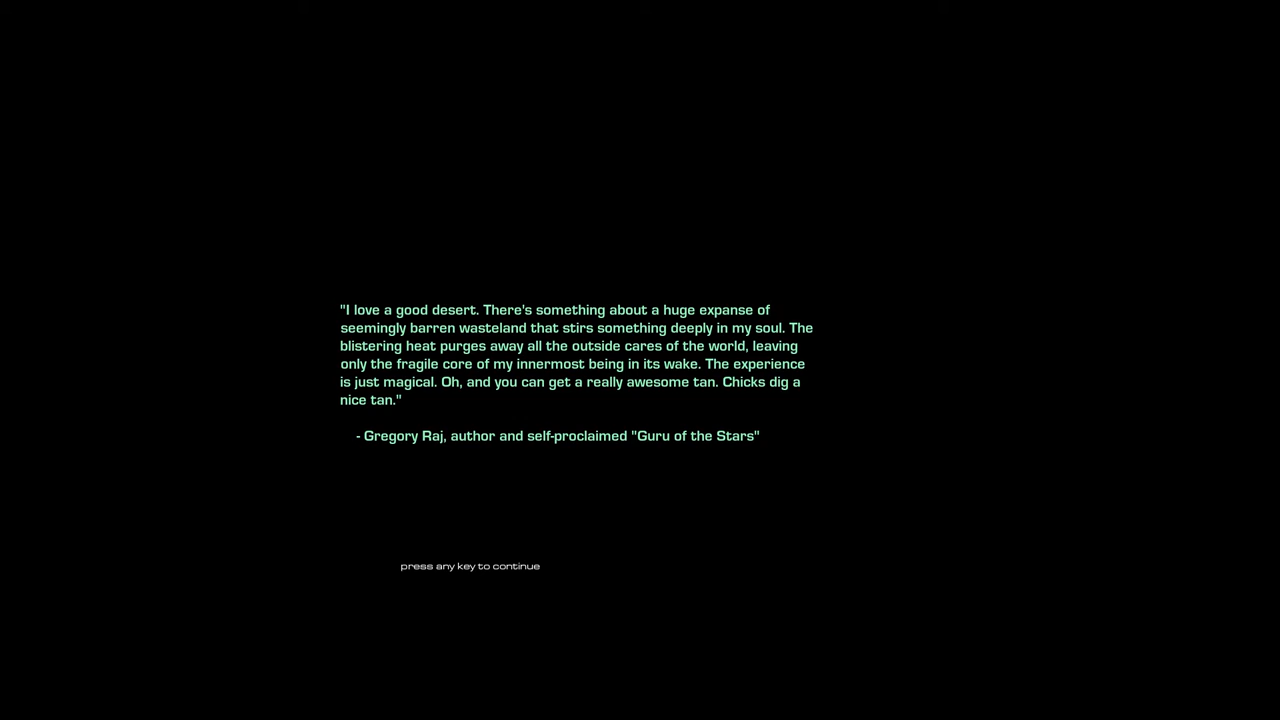 "I love a good desert. There's something about a huge expanse of
seemingly barren wasteland that stirs something deeply in my soul. The
blistering heat purges away all the outside cares of the world, leaving
only the fragile core of my innermost being in its wake. The experience
is just magical. Oh, and you can get a really awesome tan. Chicks dig a
nice tan."
- Gregory Raj, author and self-proclaimed "Guru of the Stars"
press any key to continue